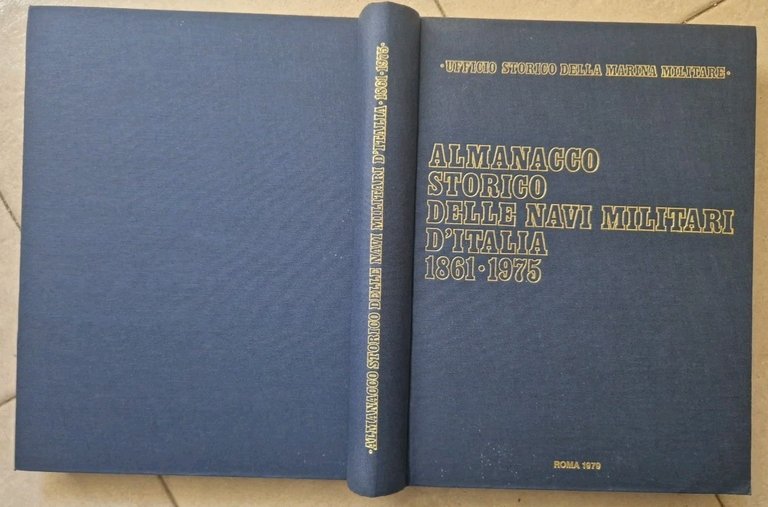 ·ALMANACCO STORICO DELLE NAVI MILITARI D'ITALIA·1861·1975·
·UFFICIO STORICO DELLA MARINA MILITARE·
ALMANACCO
STORICO
DELLE NAVI MILITARI
D'ITALIA
1861·1975
ROMA 1979